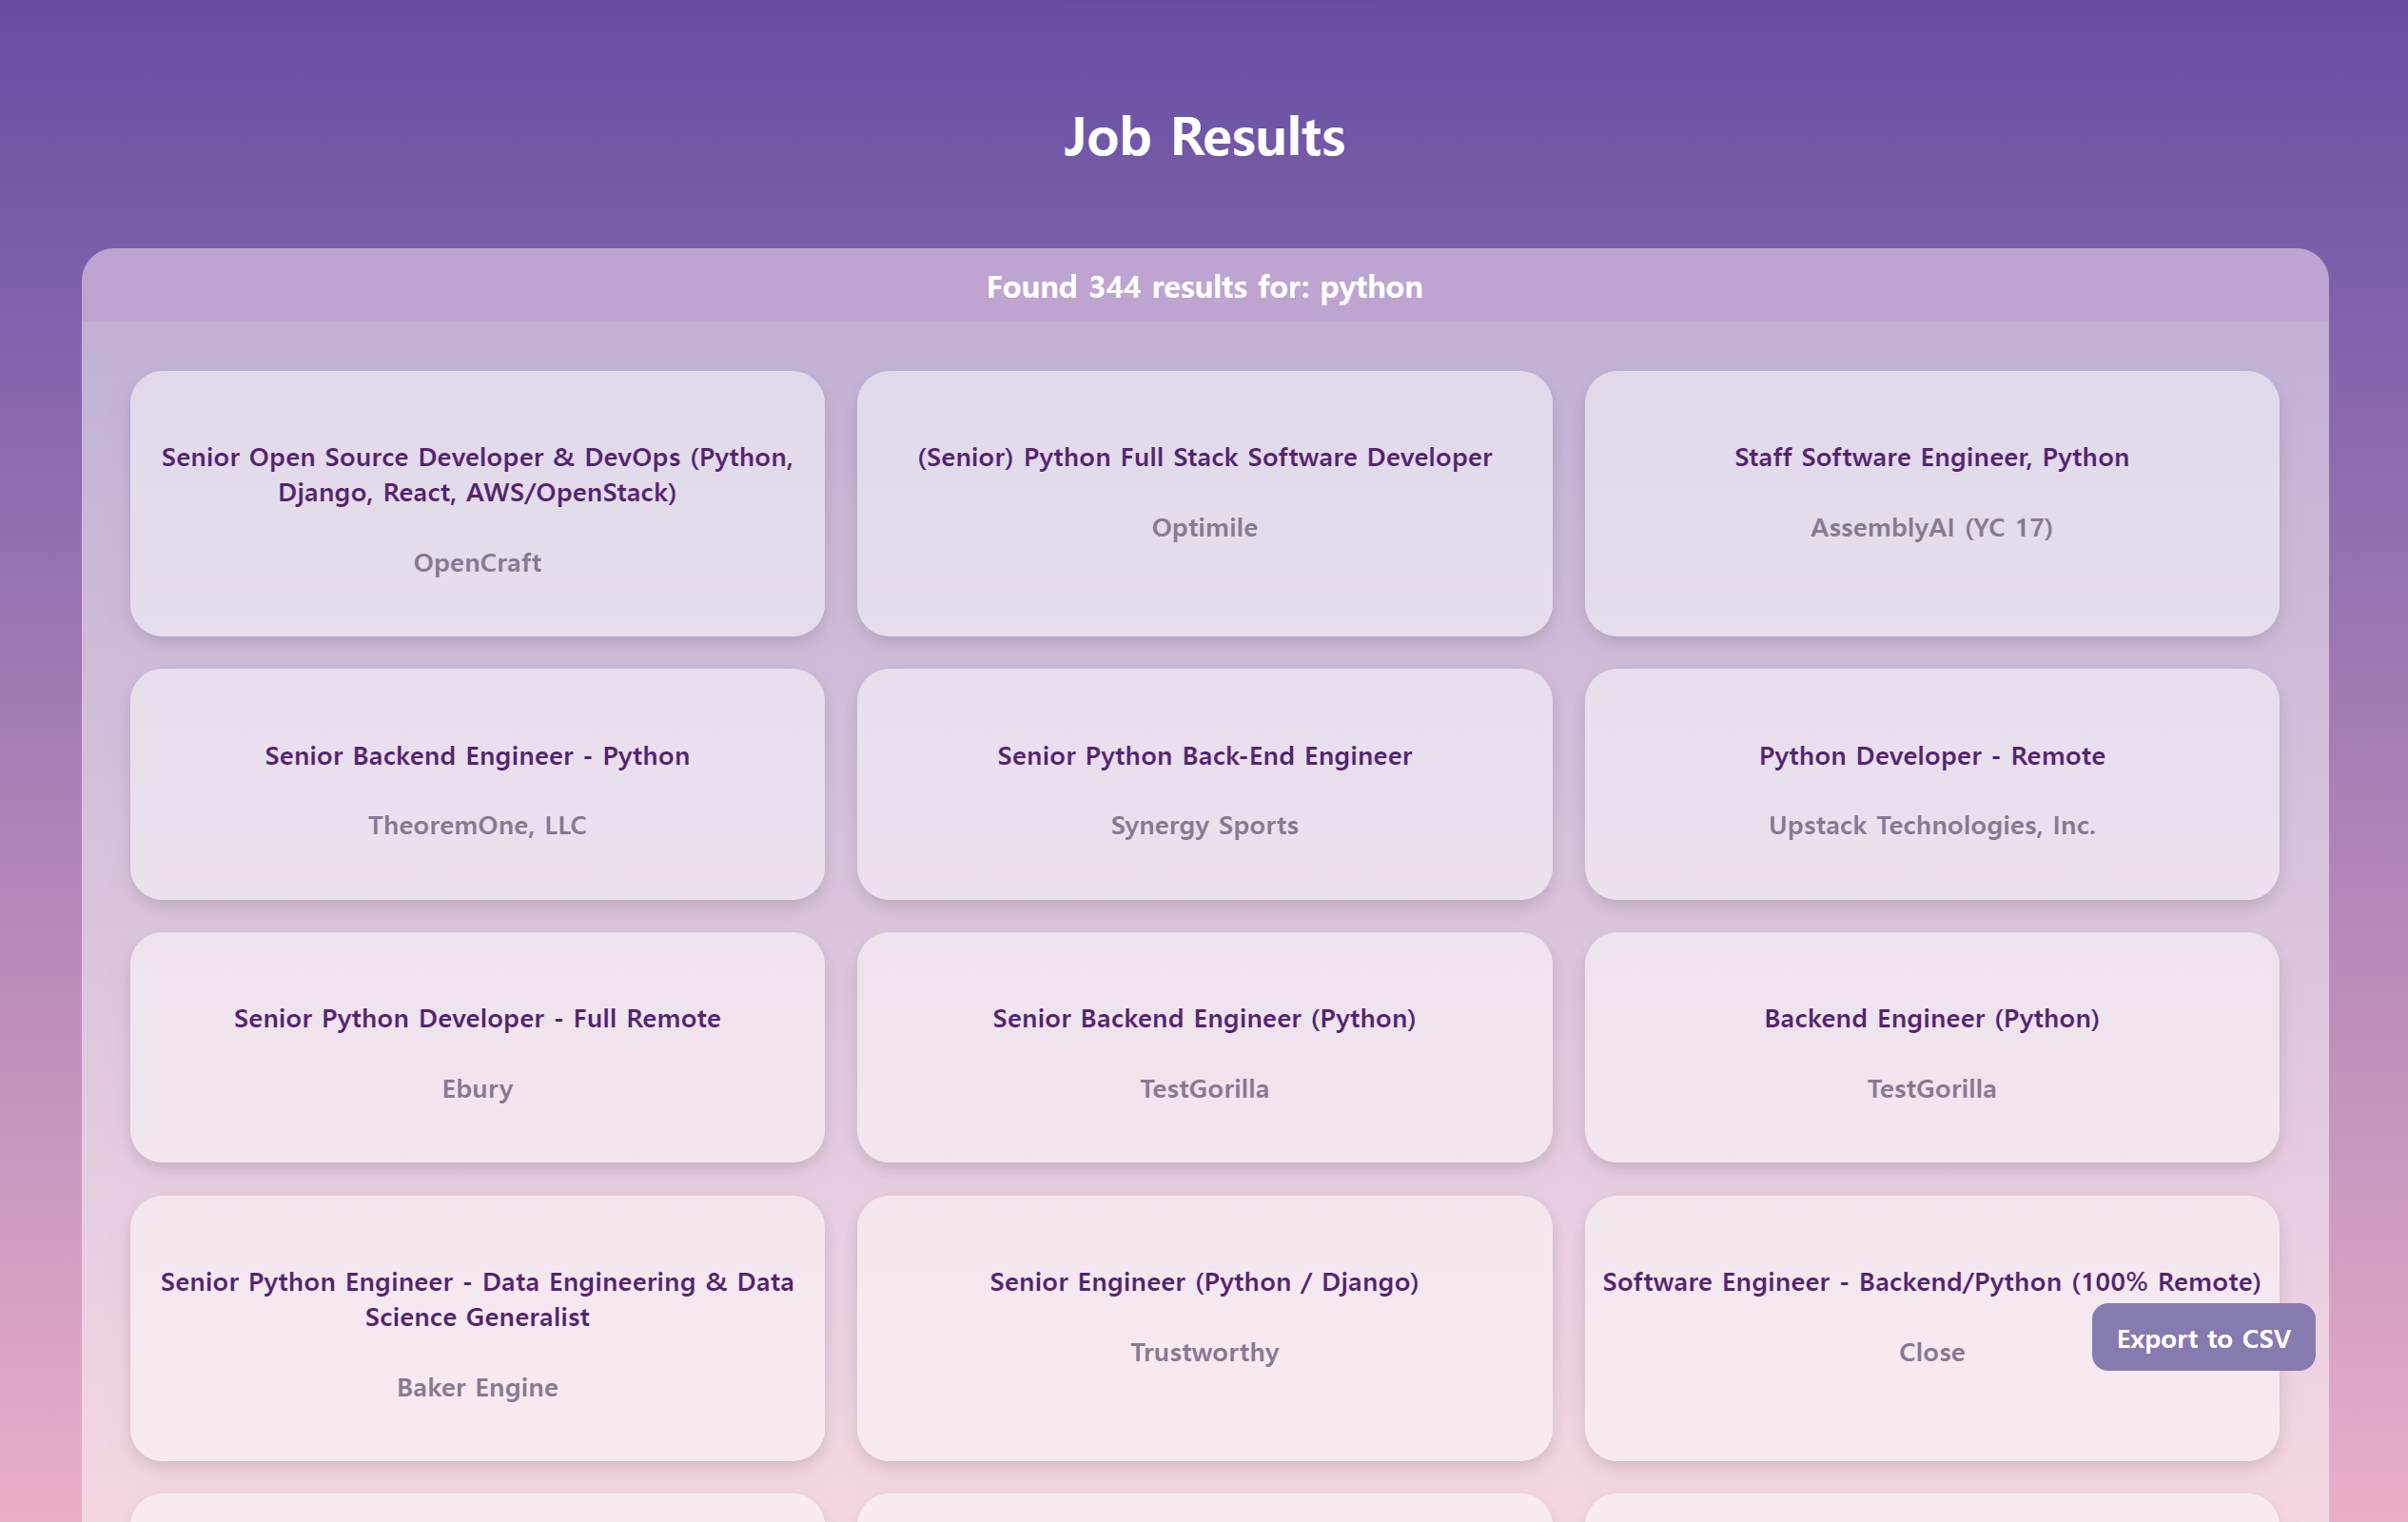 Job Results
Found 344 results for: python
Senior Open Source Developer & DevOps (Python,
Django, React, AWS/OpenStack)
OpenCraft
(Senior) Python Full Stack Software Developer
Optimile
Staff Software Engineer, Python
AssemblyAI (YC 17)
Senior Backend Engineer - Python
TheoremOne, LLC
Senior Python Back-End Engineer
Synergy Sports
Python Developer - Remote
Upstack Technologies, Inc.
Senior Python Developer - Full Remote
Ebury
Senior Backend Engineer (Python)
TestGorilla
Backend Engineer (Python)
TestGorilla
Senior Python Engineer - Data Engineering & Data
Science Generalist
Baker Engine
Senior Engineer (Python / Django)
Trustworthy
Software Engineer - Backend/Python (100% Remote)
Close
Export to CSV